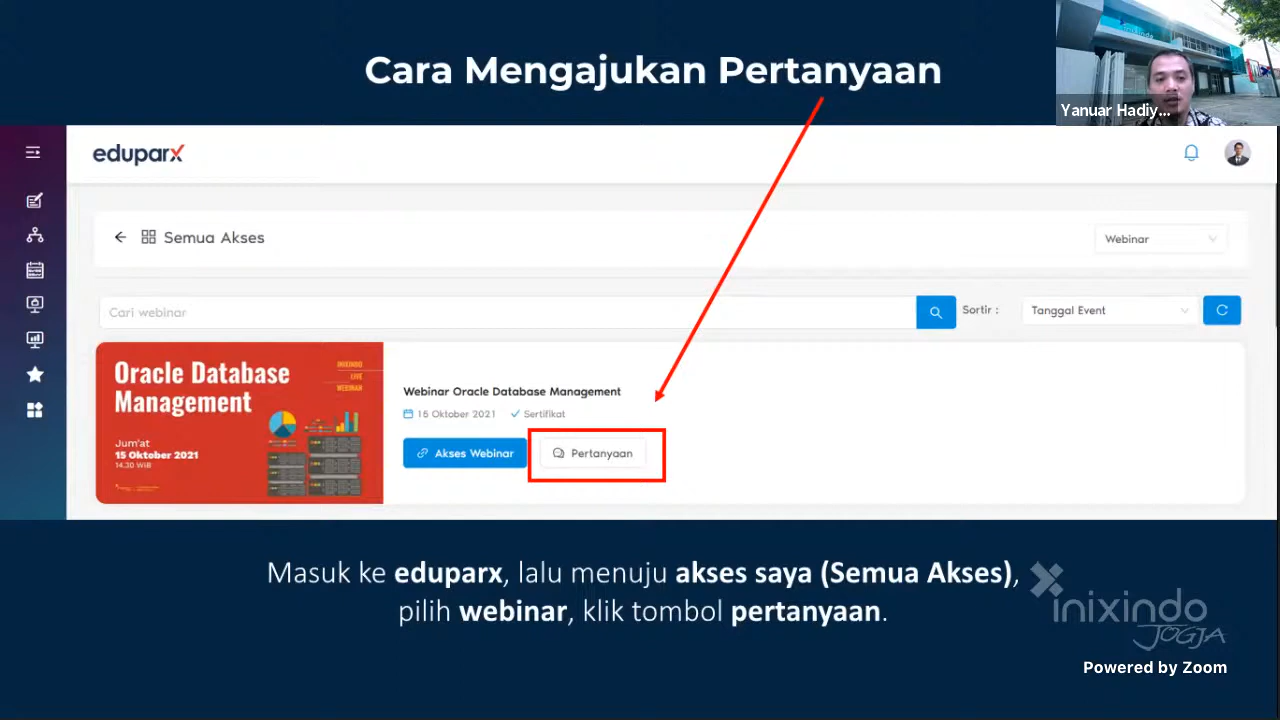 Cara Mengajukan Pertanyaan
Yanuar Hadiy...
eduparx
Semua Akses
Webinar
Cari webinar
Sortir :
Tanggal Event
Oracle Database
Management
INIXINDO
LIVE
WEBINAR
Jum'at
15 Oktober 2021
14.30 WIB
Webinar Oracle Database Management
15 Oktober 2021
Sertifikat
Akses Webinar
Pertanyaan
Masuk ke eduparx, lalu menuju akses saya (Semua Akses),
pilih webinar, klik tombol pertanyaan.
inixindo
JOGJA
Powered by Zoom